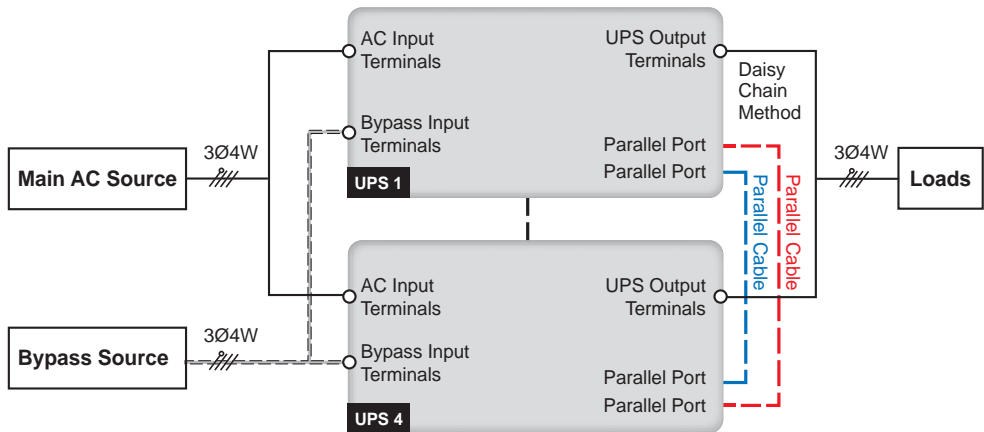 AC Input
Terminals
UPS Output
Terminals
Daisy
Chain
Method
Bypass Input
Terminals
Parallel Port
Parallel Port
UPS 1
3Ø4W
Main AC Source
3Ø4W
Loads
Parallel Cable
Parallel Cable
AC Input
Terminals
UPS Output
Terminals
3Ø4W
Bypass Source
Bypass Input
Terminals
Parallel Port
Parallel Port
UPS 4